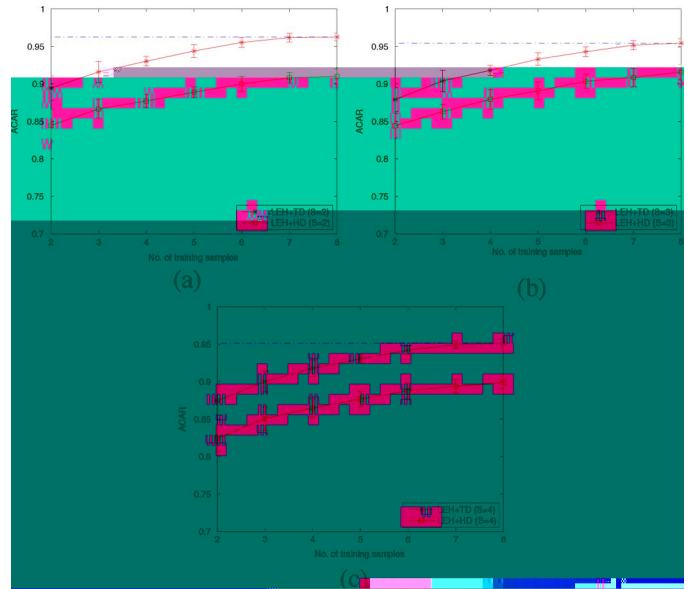 1 1
0.95 0.95
0.9 0.9
0.85 0.85
ACAR ACAR
0.8 0.8
0.75 0.75
0.7 0.7
LEH+TD (S=2) LEH+TD (S=3)
LEH+HD (S=2) LEH+HD (S=3)
2 3 4 5 6 7 8 2 3 4 5 6 7 8
No. of training samples No. of training samples
(a) (b)
1
0.95
0.9
0.85
ACAR
0.8
0.75
0.7
LEH+TD (S=4)
LEH+HD (S=4)
2 3 4 5 6 7 8
No. of training samples
(c)